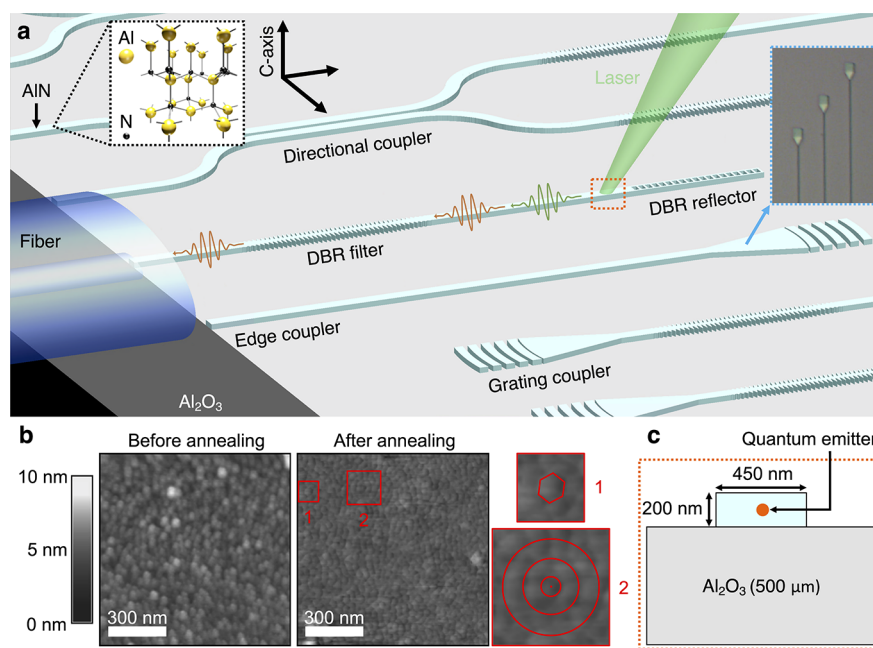 a
Al
N
AlN
C-axis
Laser
Directional coupler
DBR reflector
Fiber
DBR filter
Edge coupler
Grating coupler
Al₂O₃
b
Before annealing
After annealing
10 nm
5 nm
0 nm
300 nm
300 nm
1
2
1
2
c
Quantum emitter
450 nm
200 nm
Al₂O₃ (500 μm)